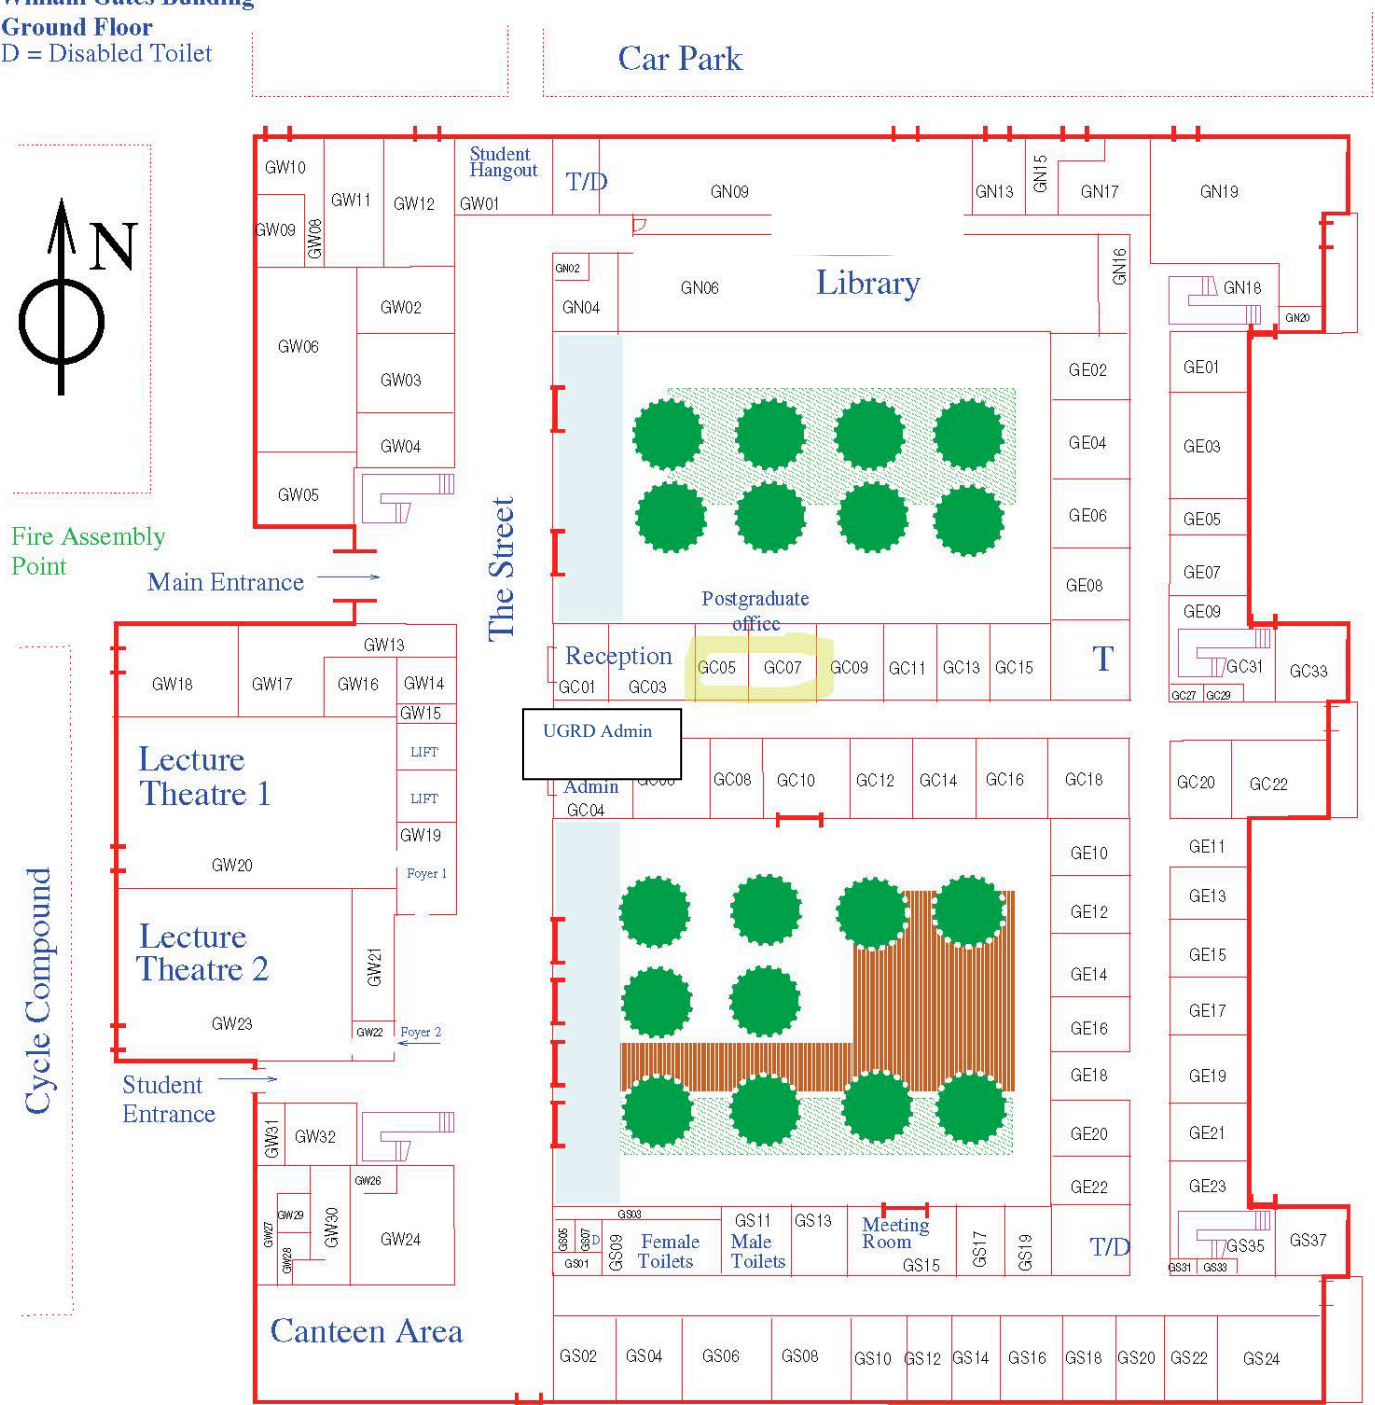 William Gates Building
Ground Floor
D = Disabled Toilet
Car Park
N
Fire Assembly
Point
Main Entrance
The Street
Student
Hangout
T/D
GW10
GW09
GW08
GW11
GW12
GW01
GN09
GN13
GN15
GN17
GN19
GN02
GN04
GN06
Library
GN16
GN18
GN20
GW02
GW06
GW03
GW04
GW05
GE02
GE04
GE06
GE08
GE01
GE03
GE05
GE07
GE09
Postgraduate
office
Reception
GC01
GC03
GC05
GC07
GC09
GC11
GC13
GC15
T
GC31
GC33
GC27
GC29
GW13
GW18
GW17
GW16
GW14
GW15
Lecture
Theatre 1
LIFT
LIFT
GW19
GW20
Foyer 1
UGRD Admin
Admin
GC04
GC08
GC10
GC12
GC14
GC16
GC18
GC20
GC22
Lecture
Theatre 2
GW21
GW23
GW22
Foyer 2
Cycle Compound
Student
Entrance
GE10
GE12
GE14
GE16
GE18
GE20
GE22
GE11
GE13
GE15
GE17
GE19
GE21
GE23
GW31
GW32
GW26
GW27
GW29
GW28
GW30
GW24
Canteen Area
GS03
GS05
GS07
D
GS01
GS09
Female
Toilets
GS11
Male
Toilets
GS13
Meeting
Room
GS15
GS17
GS19
T/D
GS35
GS37
GS31
GS33
GS02
GS04
GS06
GS08
GS10
GS12
GS14
GS16
GS18
GS20
GS22
GS24